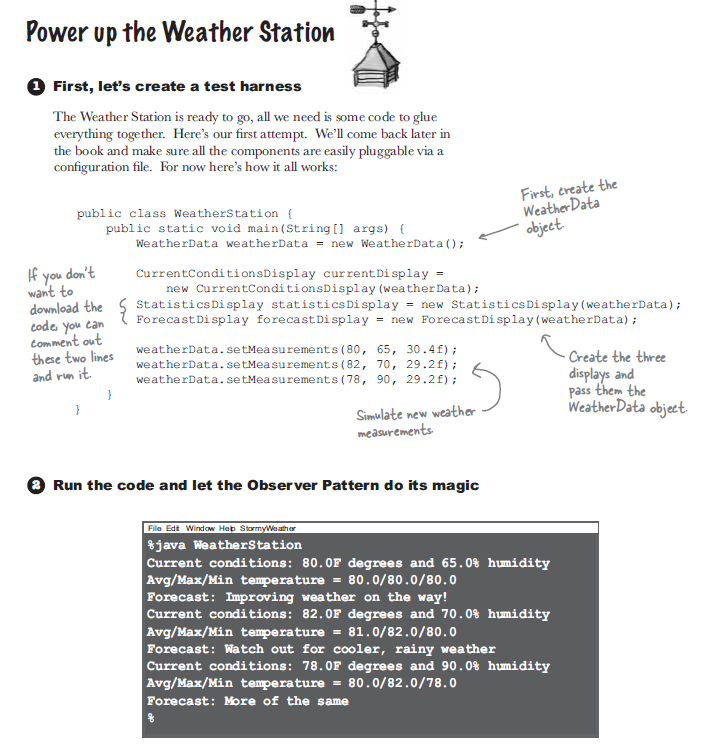 Power up the Weather Station
1 First, let's create a test harness
The Weather Station is ready to go, all we need is some code to glue
everything together. Here's our first attempt. We'll come back later in
the book and make sure all the components are easily pluggable via a
configuration file. For now here's how it all works:
First, create the
WeatherData
object.
public class WeatherStation {
public static void main(String[] args) {
WeatherData weatherData = new WeatherData();
If you don't
want to
download the
code, you can
comment out
these two lines
and run it.
CurrentConditionsDisplay currentDisplay =
new CurrentConditionsDisplay(weatherData);
StatisticsDisplay statisticsDisplay = new StatisticsDisplay(weatherData);
ForecastDisplay forecastDisplay = new ForecastDisplay(weatherData);
weatherData.setMeasurements(80, 65, 30.4f);
weatherData.setMeasurements(82, 70, 29.2f);
weatherData.setMeasurements(78, 90, 29.2f);
}
}
Create the three
displays and
pass them the
WeatherData object.
Simulate new weather
measurements.
2 Run the code and let the Observer Pattern do its magic
File Edit Window Help StormyWeather
%java WeatherStation
Current conditions: 80.0F degrees and 65.0% humidity
Avg/Max/Min temperature = 80.0/80.0/80.0
Forecast: Improving weather on the way!
Current conditions: 82.0F degrees and 70.0% humidity
Avg/Max/Min temperature = 81.0/82.0/80.0
Forecast: Watch out for cooler, rainy weather
Current conditions: 78.0F degrees and 90.0% humidity
Avg/Max/Min temperature = 80.0/82.0/78.0
Forecast: More of the same
%